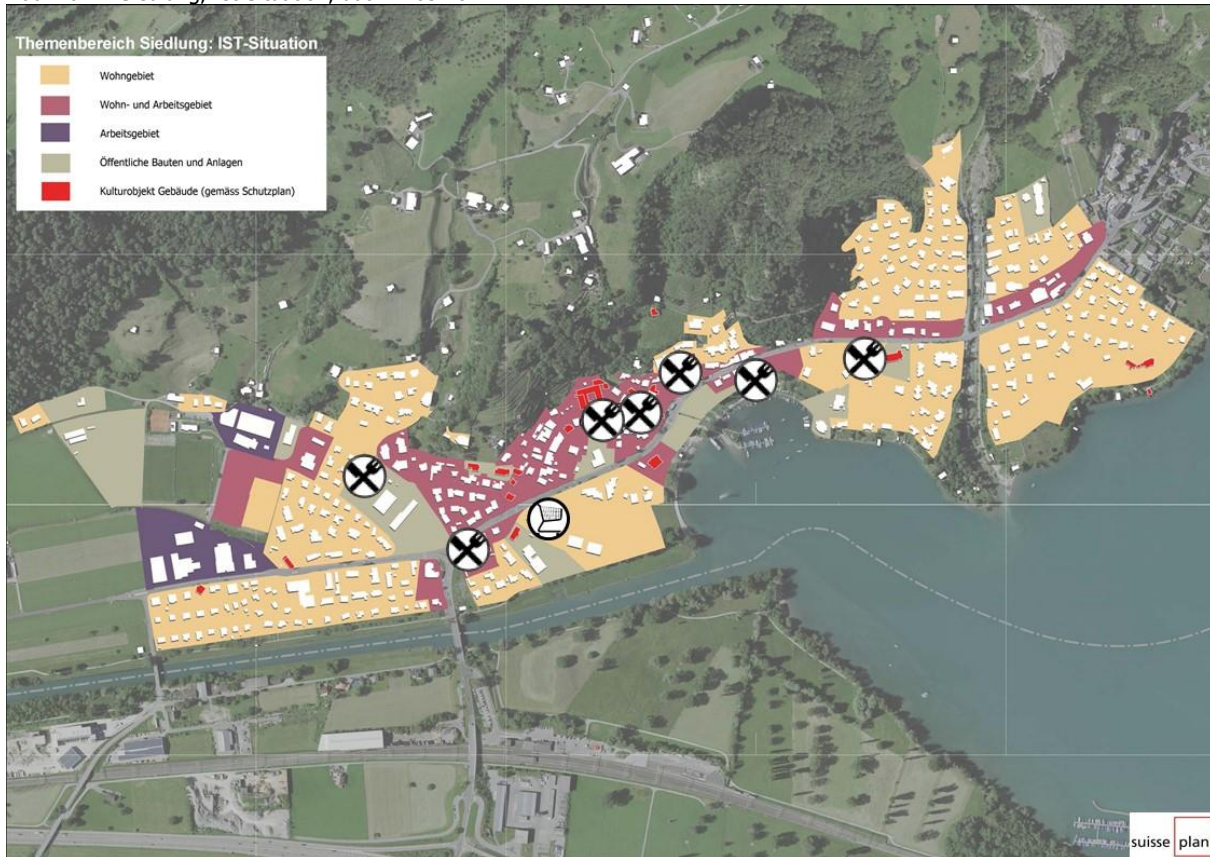 Themenbereich Siedlung: IST-Situation
Wohngebiet
Wohn- und Arbeitsgebiet
Arbeitsgebiet
Öffentliche Bauten und Anlagen
Kulturobjekt Gebäude (gemäss Schutzplan)
suisse plan